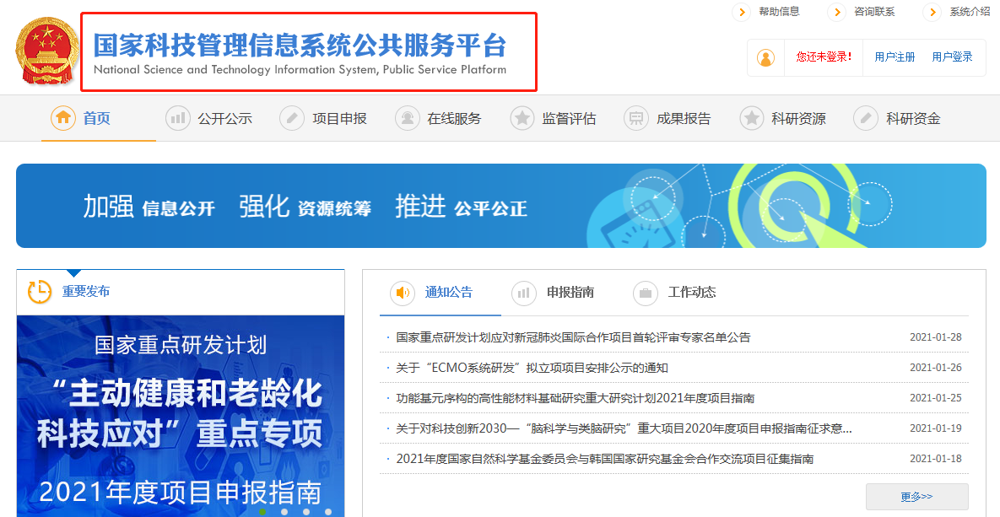 帮助信息 咨询联系 系统介绍
国家科技管理信息系统公共服务平台
National Science and Technology Information System, Public Service Platform
您还未登录! 用户注册 用户登录
首页 公开公示 项目申报 在线服务 监督评估 成果报告 科研资源 科研资金
加强 信息公开 强化 资源统筹 推进 公平公正
重要发布
国家重点研发计划
“主动健康和老龄化
科技应对”重点专项
2021年度项目申报指南
通知公告 申报指南 工作动态
· 国家重点研发计划应对新冠肺炎国际合作项目首轮评审专家名单公告 2021-01-28
· 关于“ECMO系统研发”拟立项项目安排公示的通知 2021-01-26
· 功能基元序构的高性能材料基础研究重大研究计划2021年度项目指南 2021-01-25
· 关于对科技创新2030—“脑科学与类脑研究”重大项目2020年度项目申报指南征求意... 2021-01-19
· 2021年度国家自然科学基金委员会与韩国国家研究基金会合作交流项目征集指南 2021-01-18
更多>>